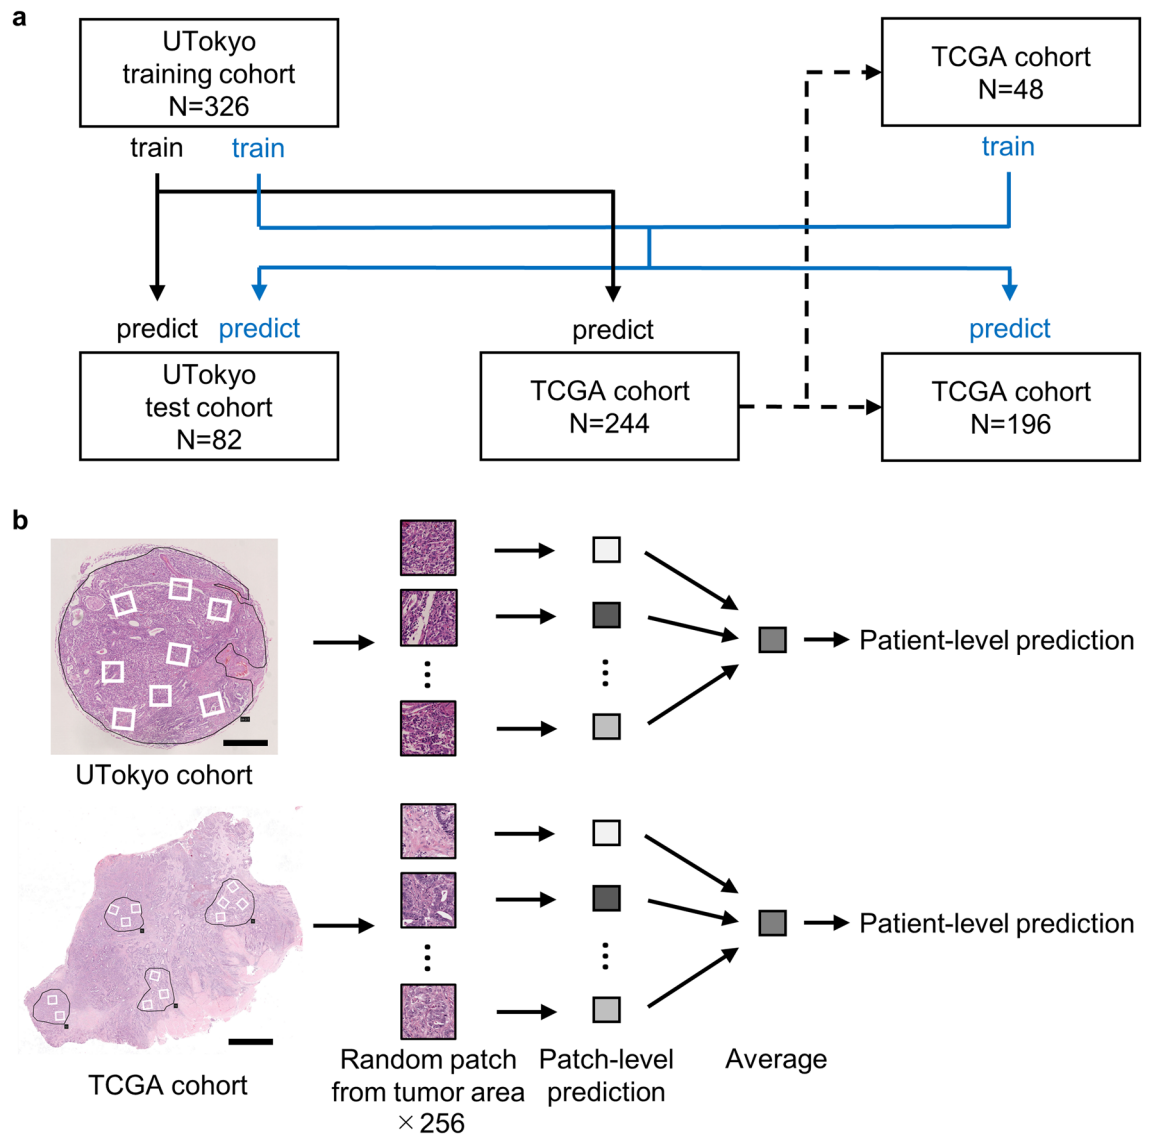 a
UTokyo
training cohort
N=326
TCGA cohort
N=48
train
train
train
predict
predict
predict
predict
UTokyo
test cohort
N=82
TCGA cohort
N=244
TCGA cohort
N=196
b
UTokyo cohort
Patient-level prediction
TCGA cohort
Patient-level prediction
Random patch
from tumor area
×256
Patch-level
prediction
Average